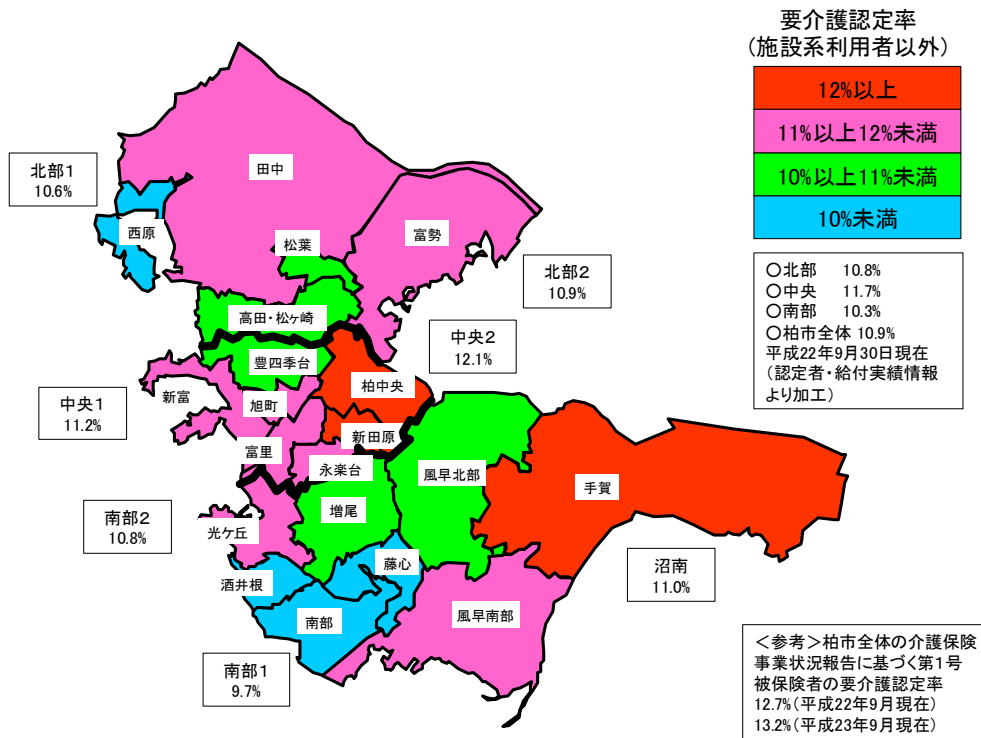 要介護認定率
(施設系利用者以外)
12%以上
11%以上12%未満
10%以上11%未満
10%未満
○北部 10.8%
○中央 11.7%
○南部 10.3%
○柏市全体 10.9%
平成22年9月30日現在
(認定者・給付実績情報
より加工)
北部1
10.6%
田中
西原
富勢
松葉
北部2
10.9%
高田・松ヶ崎
中央2
12.1%
豊四季台
柏中央
新富
旭町
中央1
11.2%
新田原
富里
永楽台
風早北部
手賀
増尾
南部2
10.8%
光ケ丘
藤心
沼南
11.0%
酒井根
南部
風早南部
南部1
9.7%
<参考>柏市全体の介護保険
事業状況報告に基づく第1号
被保険者の要介護認定率
12.7%(平成22年9月現在)
13.2%(平成23年9月現在)